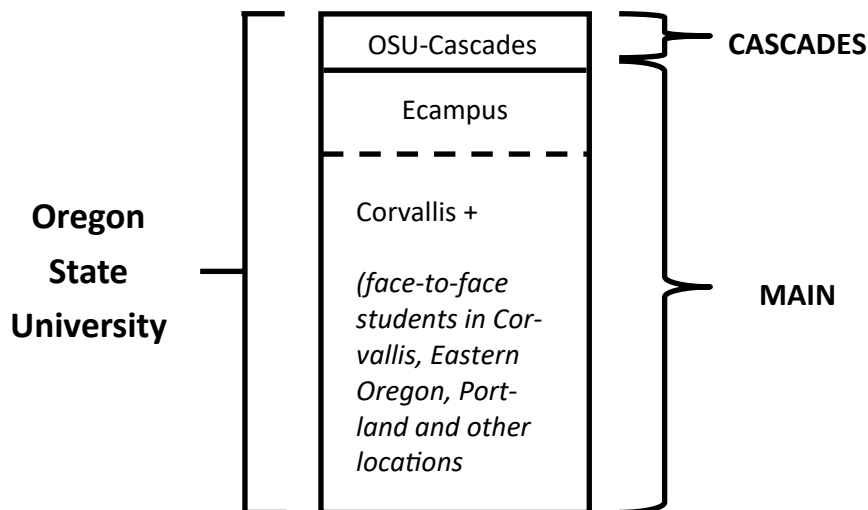 OSU-Cascades
CASCADES
Ecampus
Oregon
State
University
Corvallis +
(face-to-face
students in Cor-
vallis, Eastern
Oregon, Port-
land and other
locations
MAIN